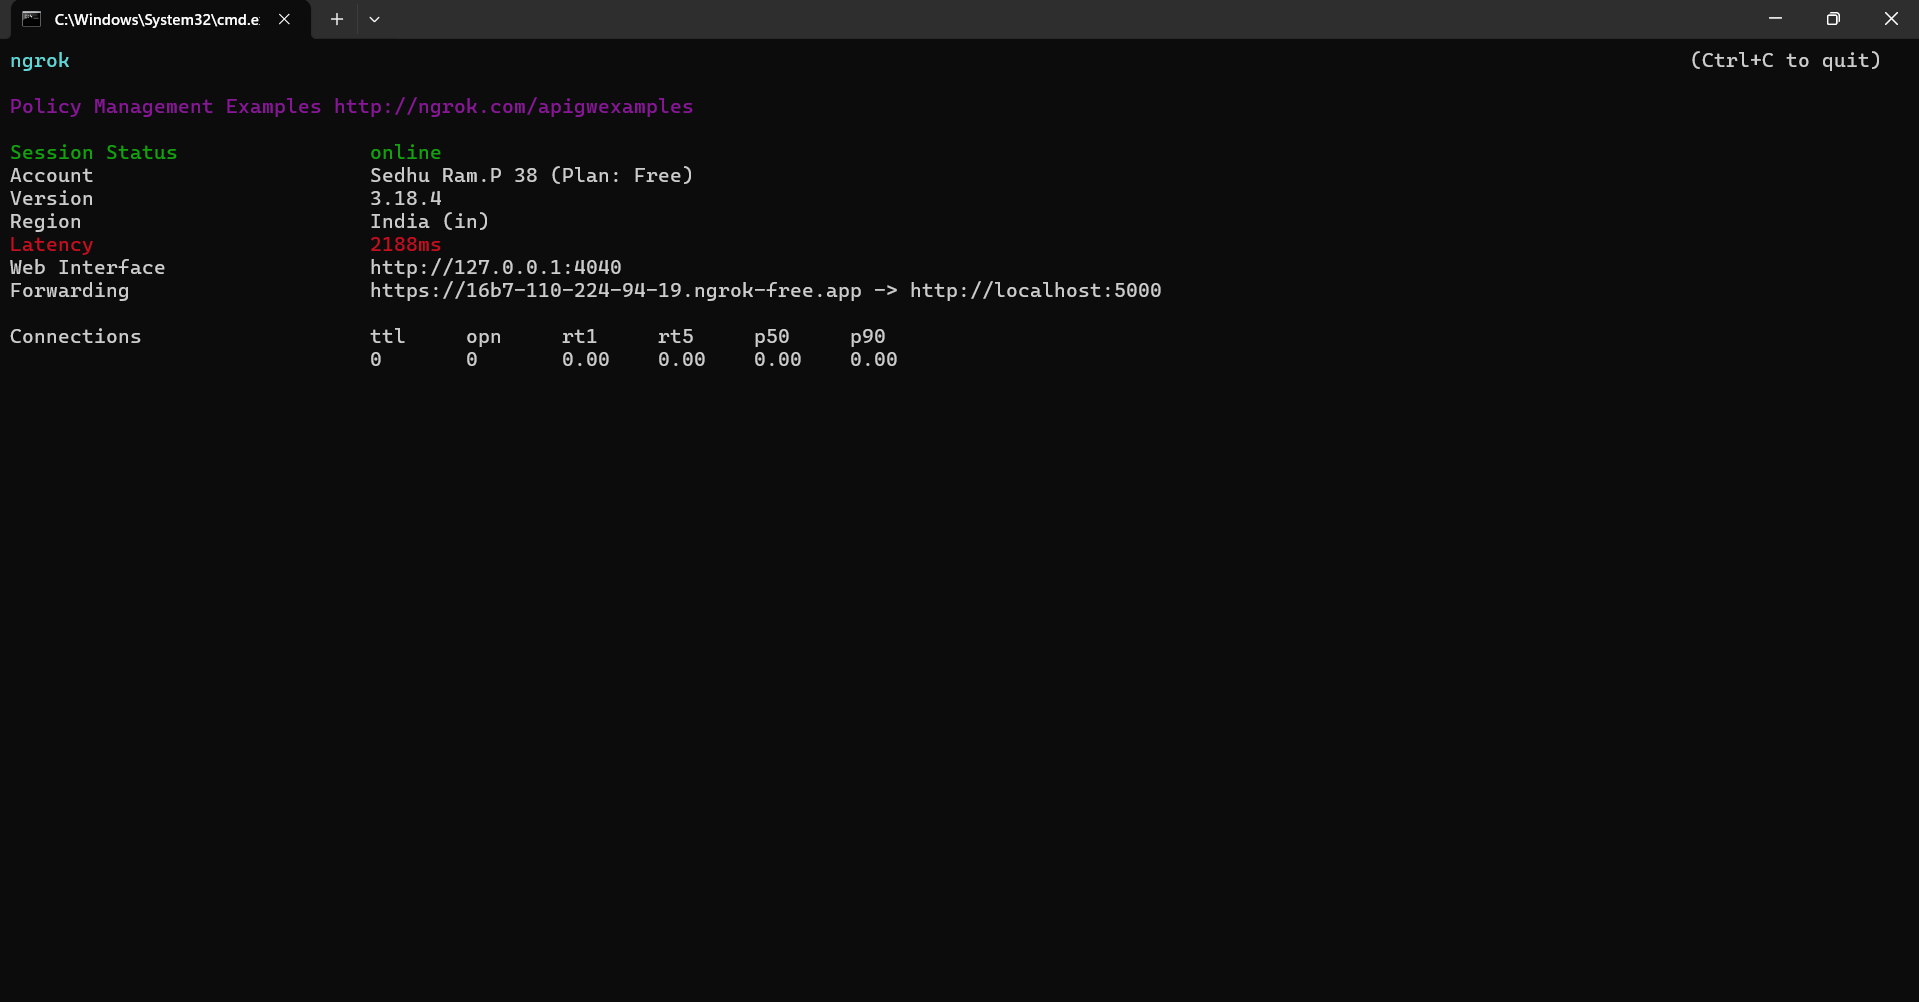 C:\Windows\System32\cmd.e
ngrok (Ctrl+C to quit)
Policy Management Examples http://ngrok.com/apigwexamples
Session Status online
Account Sedhu Ram.P 38 (Plan: Free)
Version 3.18.4
Region India (in)
Latency 2188ms
Web Interface http://127.0.0.1:4040
Forwarding https://16b7-110-224-94-19.ngrok-free.app -> http://localhost:5000
Connections ttl opn rt1 rt5 p50 p90
0 0 0.00 0.00 0.00 0.00